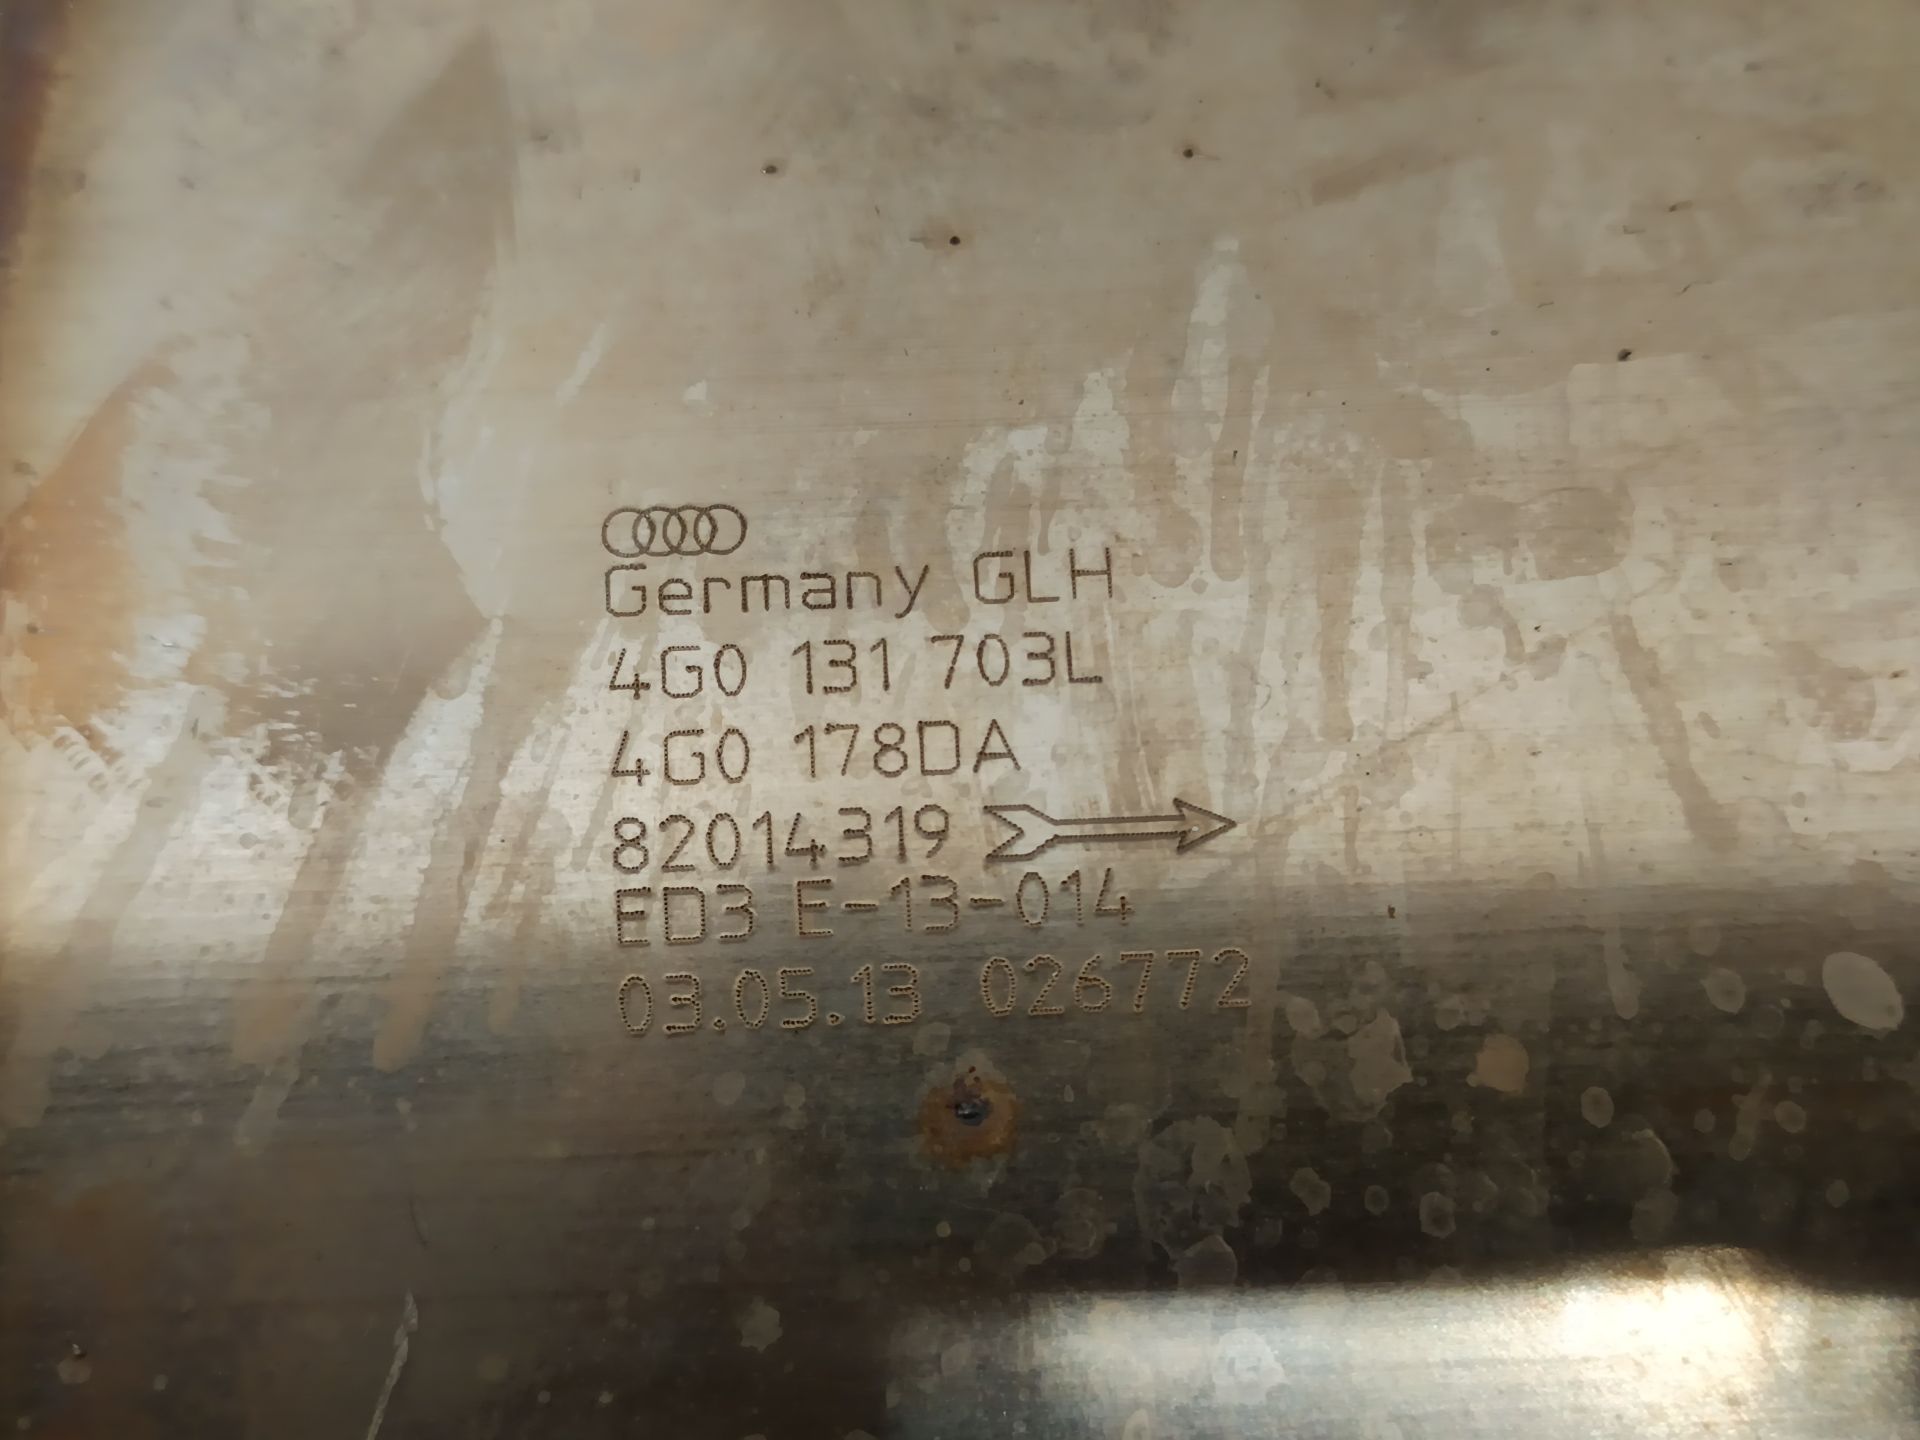 Germany GLH
4G0 131 703L
4G0 178DA
82014319
ED3 E-13-014
03.05.13 026772